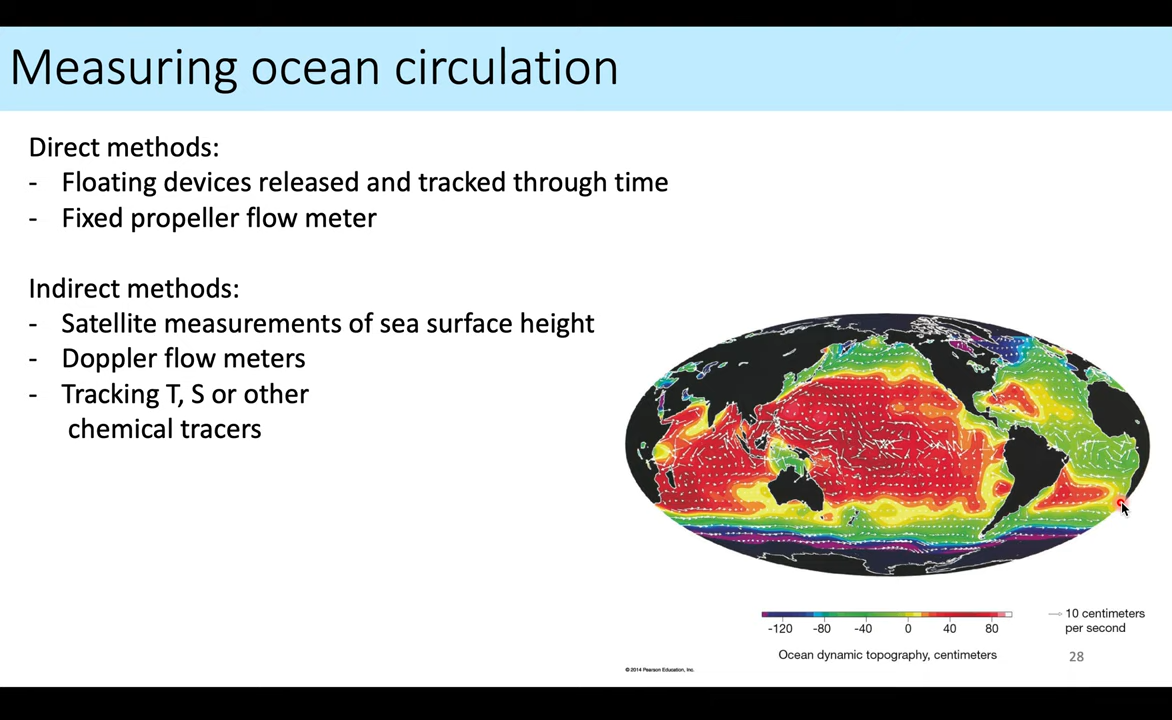 Measuring ocean circulation
Direct methods:
- Floating devices released and tracked through time
- Fixed propeller flow meter
Indirect methods:
- Satellite measurements of sea surface height
- Doppler flow meters
- Tracking T, S or other
chemical tracers
10 centimeters
per second
-120 -80 -40 0 40 80
Ocean dynamic topography, centimeters
28
© 2014 Pearson Education, Inc.